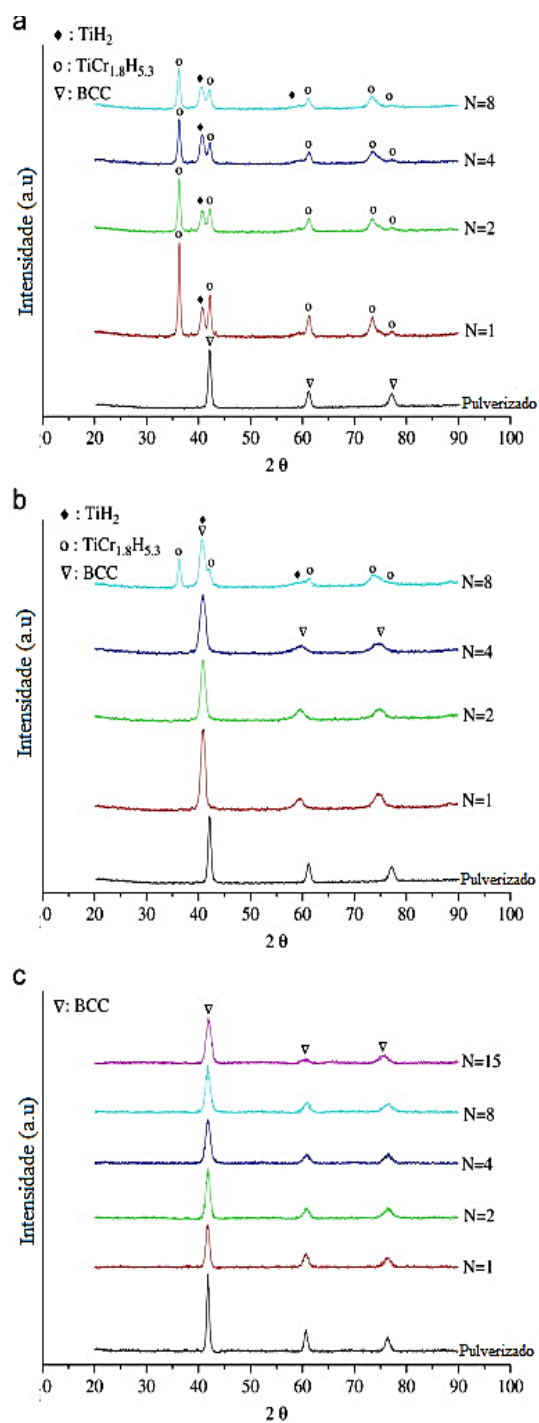 a
♦ : TiH2
o : TiCr1.8H5.3
∇ : BCC
Intensidade (a.u)
N=8
N=4
N=2
N=1
Pulverizado
10 20 30 40 50 60 70 80 90 100
2 θ
b
♦ : TiH2
o : TiCr1.8H5.3
∇ : BCC
Intensidade (a.u)
N=8
N=4
N=2
N=1
Pulverizado
10 20 30 40 50 60 70 80 90 100
2 θ
c
∇: BCC
Intensidade (a.u)
N=15
N=8
N=4
N=2
N=1
Pulverizado
10 20 30 40 50 60 70 80 90 100
2 θ